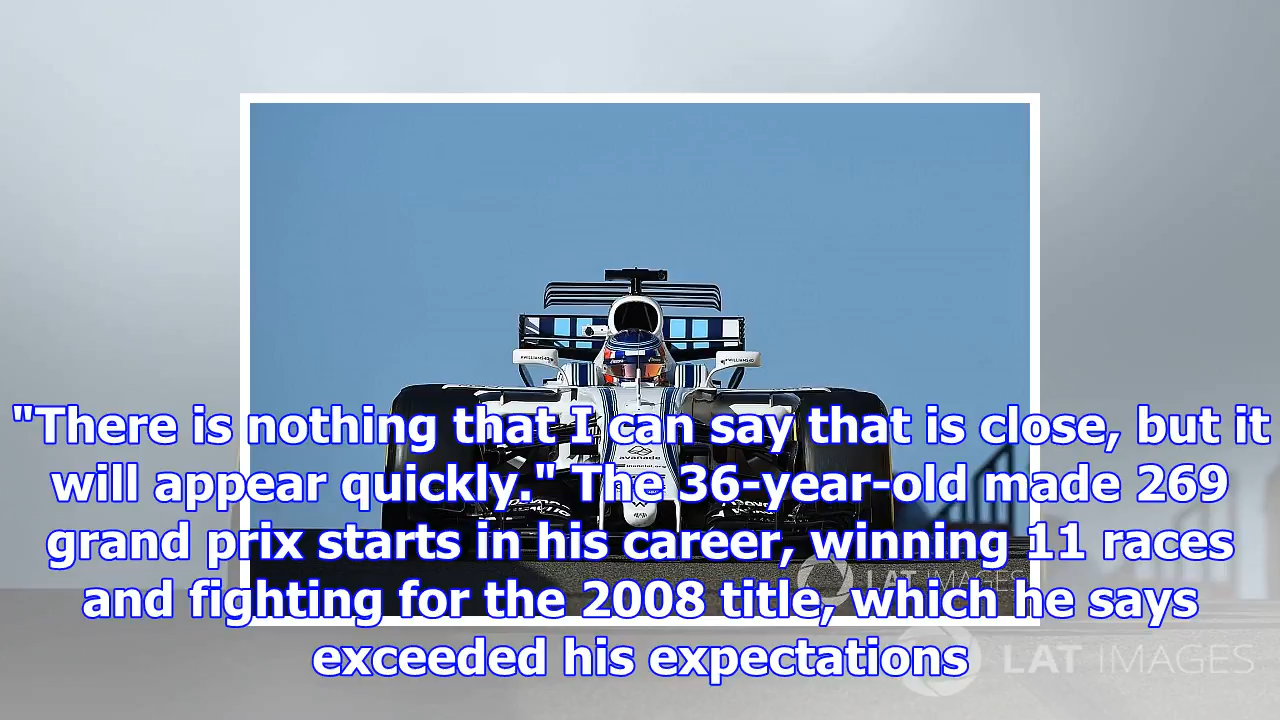 #WILLIAMS40
avanade
"There is nothing that I can say that is close, but it
will appear quickly." The 36-year-old made 269
grand prix starts in his career, winning 11 races
and fighting for the 2008 title, which he says
exceeded his expectations
LAT IMAGES
LAT IMAGES